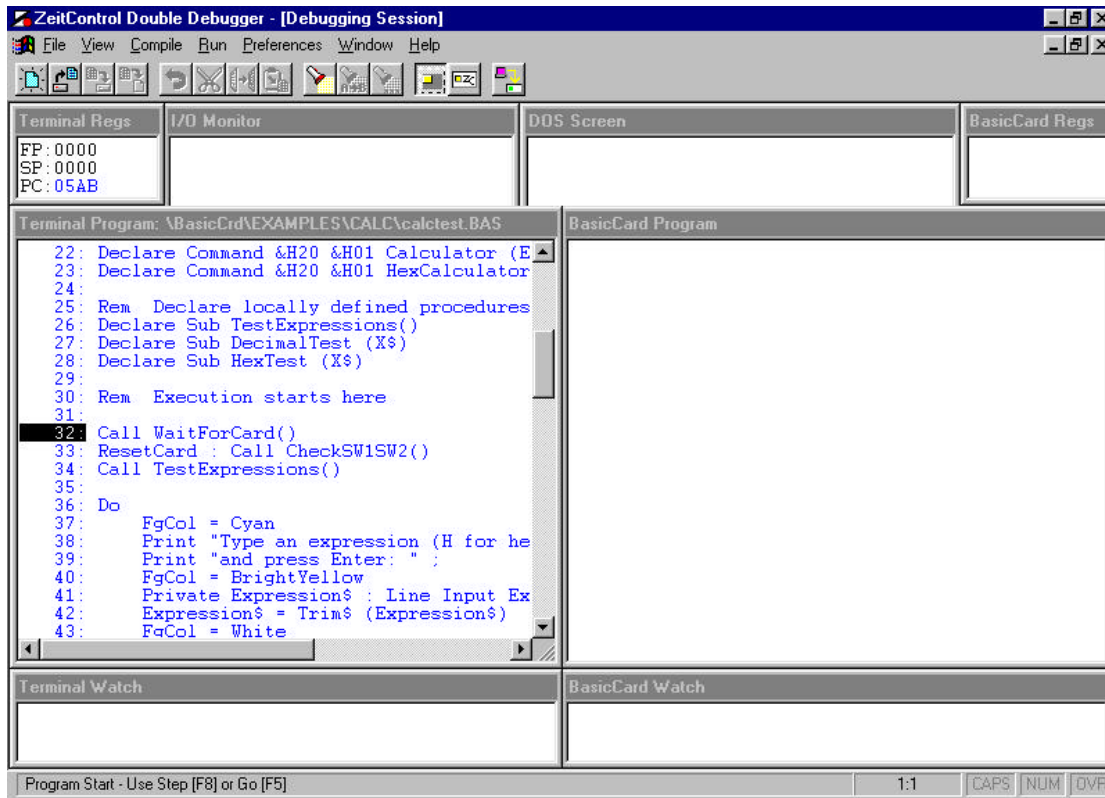 ZeitControl Double Debugger - [Debugging Session]
File View Compile Run Preferences Window Help
Terminal Regs
FP:0000
SP:0000
PC:05AB
I/O Monitor
DOS Screen
BasicCard Regs
Terminal Program: \BasicCrd\EXAMPLES\CALC\calctest.BAS
22: Declare Command &H20 &H01 Calculator (E
23: Declare Command &H20 &H01 HexCalculator
24:
25: Rem  Declare locally defined procedures
26: Declare Sub TestExpressions()
27: Declare Sub DecimalTest (X$)
28: Declare Sub HexTest (X$)
29:
30: Rem  Execution starts here
31:
32: Call WaitForCard()
33: ResetCard : Call CheckSW1SW2()
34: Call TestExpressions()
35:
36: Do
37:     FgCol = Cyan
38:     Print "Type an expression (H for he
39:     Print "and press Enter: " ;
40:     FgCol = BrightYellow
41:     Private Expression$ : Line Input Ex
42:     Expression$ = Trim$ (Expression$)
43:     FgCol = White
BasicCard Program
Terminal Watch
BasicCard Watch
Program Start - Use Step [F8] or Go [F5]
1:1
CAPS NUM OVR